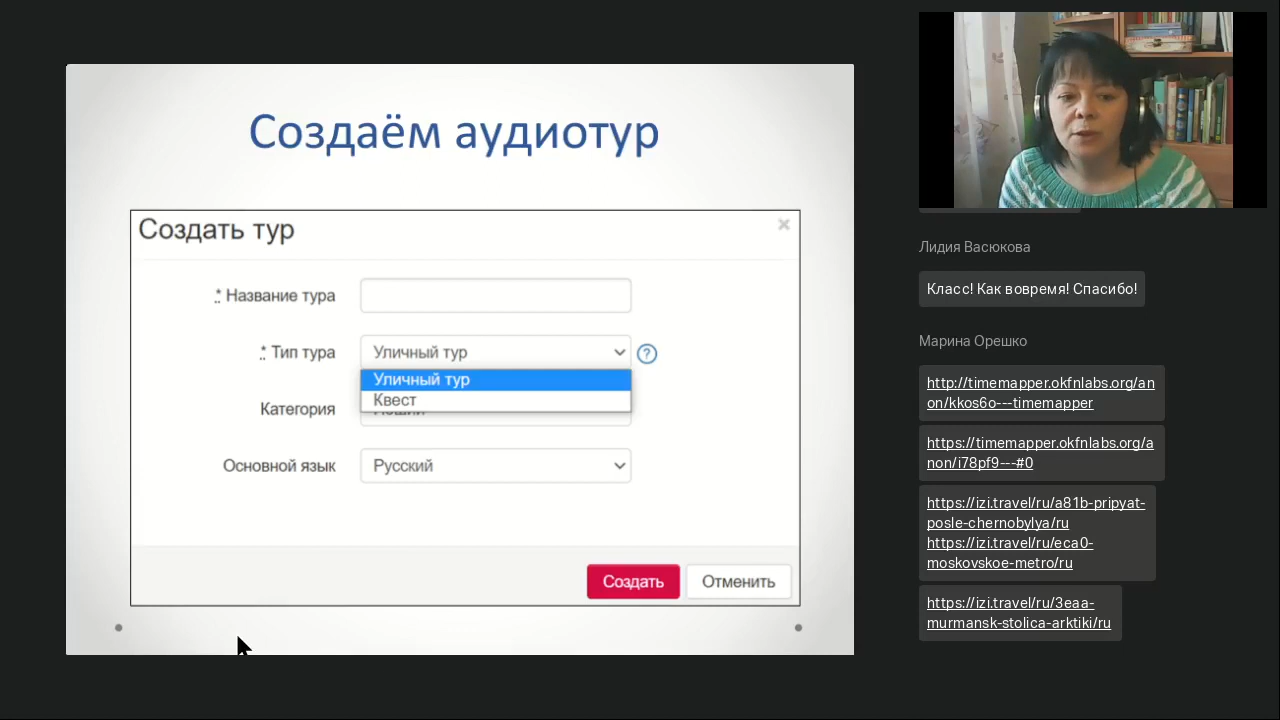 Создаём аудиотур
Создать тур
×
* Название тура
* Тип тура
Уличный тур
?
Уличный тур
Квест
Категория
Основной язык
Русский
Создать
Отменить
Лидия Васюкова
Класс! Как вовремя! Спасибо!
Марина Орешко
http://timemapper.okfnlabs.org/an
on/kkos6o---timemapper
https://timemapper.okfnlabs.org/a
non/i78pf9---#0
https://izi.travel/ru/a81b-pripyat-
posle-chernobylya/ru
https://izi.travel/ru/eca0-
moskovskoe-metro/ru
https://izi.travel/ru/3eaa-
murmansk-stolica-arktiki/ru